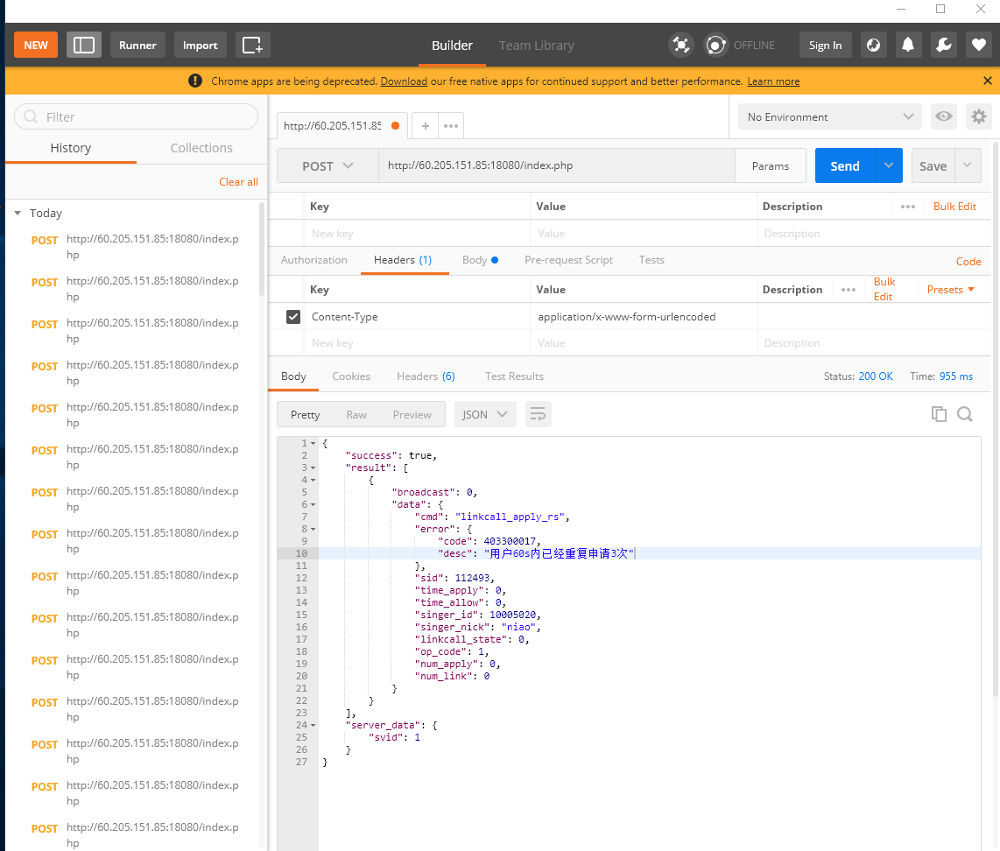 NEW Runner Import Builder Team Library OFFLINE Sign In
Chrome apps are being deprecated. Download our free native apps for continued support and better performance. Learn more
Filter
History Collections
Clear all
Today
POST http://60.205.151.85:18080/index.p
hp
POST http://60.205.151.85:18080/index.p
hp
POST http://60.205.151.85:18080/index.p
hp
POST http://60.205.151.85:18080/index.p
hp
POST http://60.205.151.85:18080/index.p
hp
POST http://60.205.151.85:18080/index.p
hp
POST http://60.205.151.85:18080/index.p
hp
POST http://60.205.151.85:18080/index.p
hp
POST http://60.205.151.85:18080/index.p
hp
POST http://60.205.151.85:18080/index.p
hp
POST http://60.205.151.85:18080/index.p
hp
POST http://60.205.151.85:18080/index.p
hp
POST http://60.205.151.85:18080/index.p
hp
POST http://60.205.151.85:18080/index.p
hp
POST http://60.205.151.85:18080/index.p
hp
http://60.205.151.85 + ••• No Environment
POST http://60.205.151.85:18080/index.php Params Send Save
Key Value Description ••• Bulk Edit
New key Value Description
Authorization Headers (1) Body Pre-request Script Tests Code
Key Value Description ••• Bulk Edit Presets
Content-Type application/x-www-form-urlencoded
New key Value Description
Body Cookies Headers (6) Test Results Status: 200 OK Time: 955 ms
Pretty Raw Preview JSON
1 {
2 "success": true,
3 "result": [
4 {
5 "broadcast": 0,
6 "data": {
7 "cmd": "linkcall_apply_rs",
8 "error": {
9 "code": 403300017,
10 "desc": "用户60s内已经重复申请3次"
11 },
12 "sid": 112493,
13 "time_apply": 0,
14 "time_allow": 0,
15 "singer_id": 10005020,
16 "singer_nick": "niao",
17 "linkcall_state": 0,
18 "op_code": 1,
19 "num_apply": 0,
20 "num_link": 0
21 }
22 }
23 ],
24 "server_data": {
25 "svid": 1
26 }
27 }